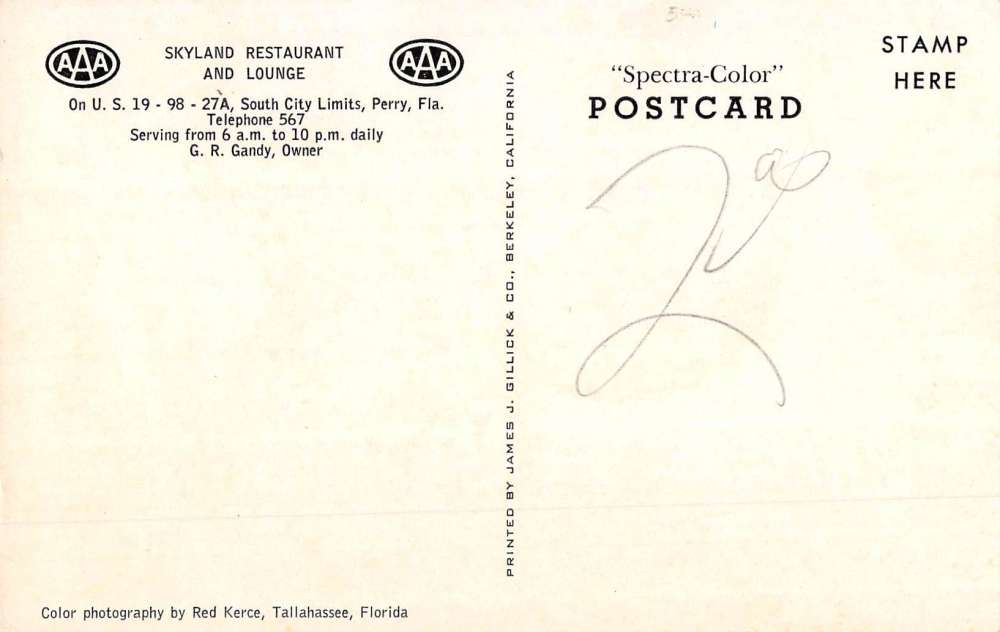 AAA
SKYLAND RESTAURANT
AND LOUNGE
AAA
On U. S. 19 - 98 - 27A, South City Limits, Perry, Fla.
Telephone 567
Serving from 6 a.m. to 10 p.m. daily
G. R. Gandy, Owner
Color photography by Red Kerce, Tallahassee, Florida
PRINTED BY JAMES J. GILLICK & CO., BERKELEY, CALIFORNIA
“Spectra-Color”
POSTCARD
STAMP
HERE